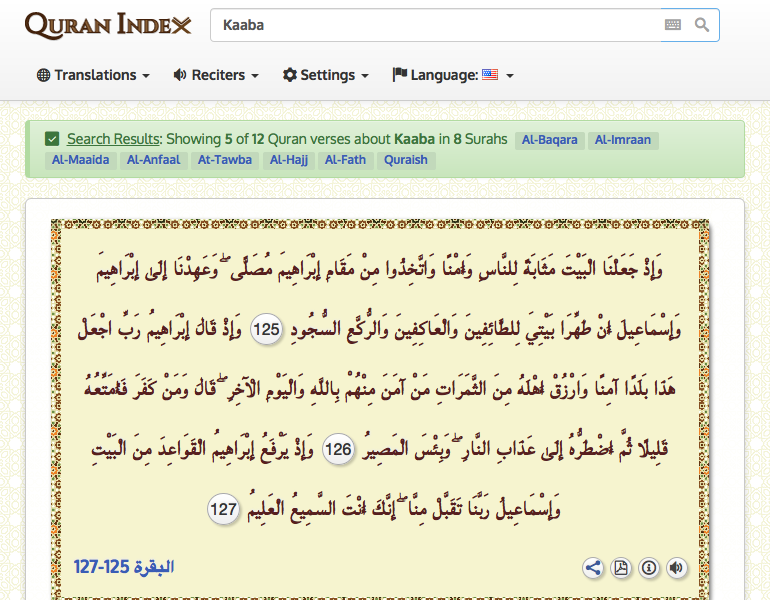 QURAN INDEX
Kaaba
Translations
Reciters
Settings
Language:
Search Results: Showing 5 of 12 Quran verses about Kaaba in 8 Surahs Al-Baqara Al-Imraan
Al-Maaida Al-Anfaal At-Tawba Al-Hajj Al-Fath Quraish
وَإِذْ جَعَلْنَا الْبَيْتَ مَثَابَةً لِلنَّاسِ وَأَمْنًا وَاتَّخِذُوا مِنْ مَقَامِ إِبْرَاهِيمَ مُصَلًّى ۖ وَعَهِدْنَا إِلَىٰ إِبْرَاهِيمَ
وَإِسْمَاعِيلَ أَنْ طَهِّرَا بَيْتِيَ لِلطَّائِفِينَ وَالْعَاكِفِينَ وَالرُّكَّعِ السُّجُودِ 125 وَإِذْ قَالَ إِبْرَاهِيمُ رَبِّ اجْعَلْ
هَٰذَا بَلَدًا آمِنًا وَارْزُقْ أَهْلَهُ مِنَ الثَّمَرَاتِ مَنْ آمَنَ مِنْهُمْ بِاللَّهِ وَالْيَوْمِ الْآخِرِ ۖ قَالَ وَمَنْ كَفَرَ فَأُمَتِّعُهُ
قَلِيلًا ثُمَّ أَضْطَرُّهُ إِلَىٰ عَذَابِ النَّارِ ۖ وَبِئْسَ الْمَصِيرُ 126 وَإِذْ يَرْفَعُ إِبْرَاهِيمُ الْقَوَاعِدَ مِنَ الْبَيْتِ
وَإِسْمَاعِيلُ رَبَّنَا تَقَبَّلْ مِنَّا ۖ إِنَّكَ أَنْتَ السَّمِيعُ الْعَلِيمُ 127
البقرة 125-127